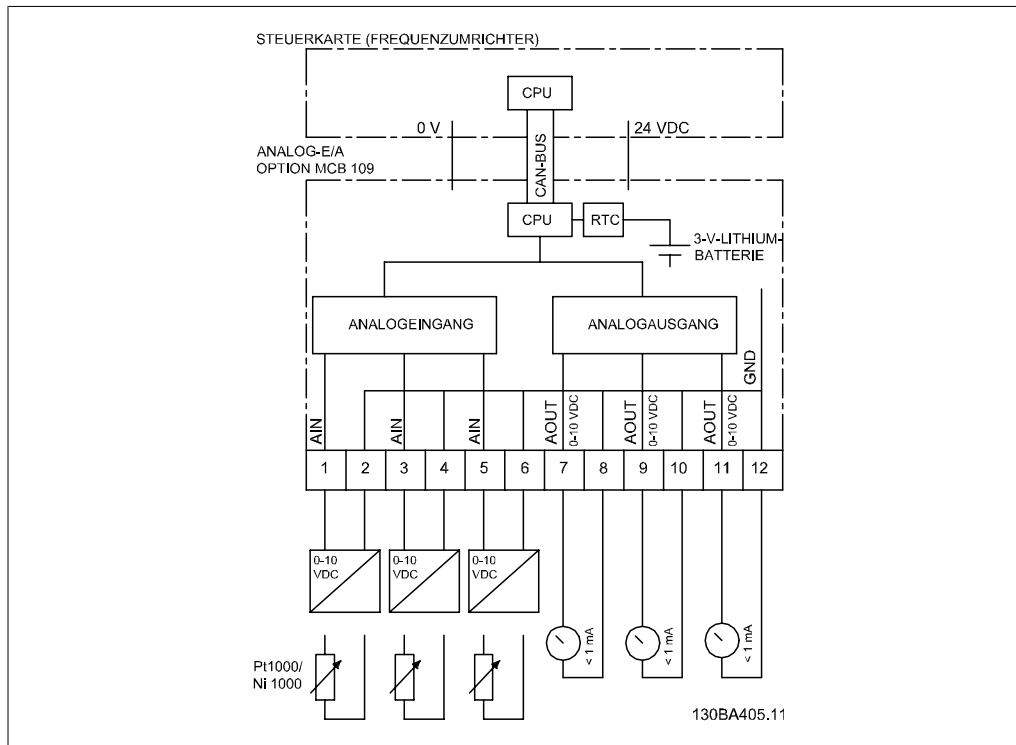 STEUERKARTE (FREQUENZUMRICHTER)
CPU
0 V
24 VDC
CAN-BUS
ANALOG-E/A
OPTION MCB 109
CPU
RTC
3-V-LITHIUM-
BATTERIE
ANALOGEINGANG
ANALOGAUSGANG
GND
AIN
AIN
AIN
AOUT
0-10 VDC
AOUT
0-10 VDC
AOUT
0-10 VDC
1
2
3
4
5
6
7
8
9
10
11
12
0-10
VDC
0-10
VDC
0-10
VDC
< 1 mA
< 1 mA
< 1 mA
Pt1000/
Ni 1000
130BA405.11